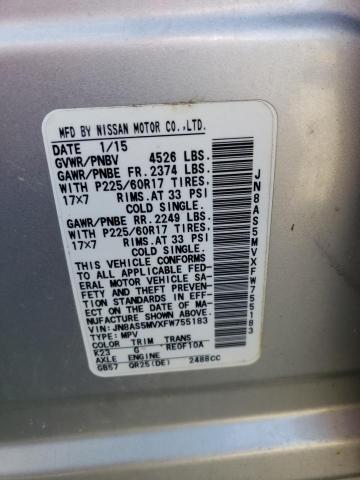 MFD BY NISSAN MOTOR CO.,LTD.
DATE 1/15
GVWR/PNBV 4526 LBS.
GAWR/PNBE FR. 2374 LBS.
WITH P225/60R17 TIRES,
17×7 RIMS.AT 33 PSI
COLD SINGLE.
GAWR/PNBE RR. 2249 LBS.
WITH P225/60R17 TIRES,
17×7 RIMS.AT 33 PSI
COLD SINGLE.
THIS VEHICLE CONFORMS
TO ALL APPLICABLE FED-
ERAL MOTOR VEHICLE SA-
FETY AND THEFT PREVEN-
TION STANDARDS IN EFF-
ECT ON THE DATE OF MA-
NUFACTURE SHOWN ABOVE.
VIN:JN8AS5MVXFW755183
TYPE: MPV
COLOR TRIM TRANS
K23 G RE0F10A
AXLE ENGINE
GB57 QR25(DE) 2488CC
JN8AS5MVXFW755183